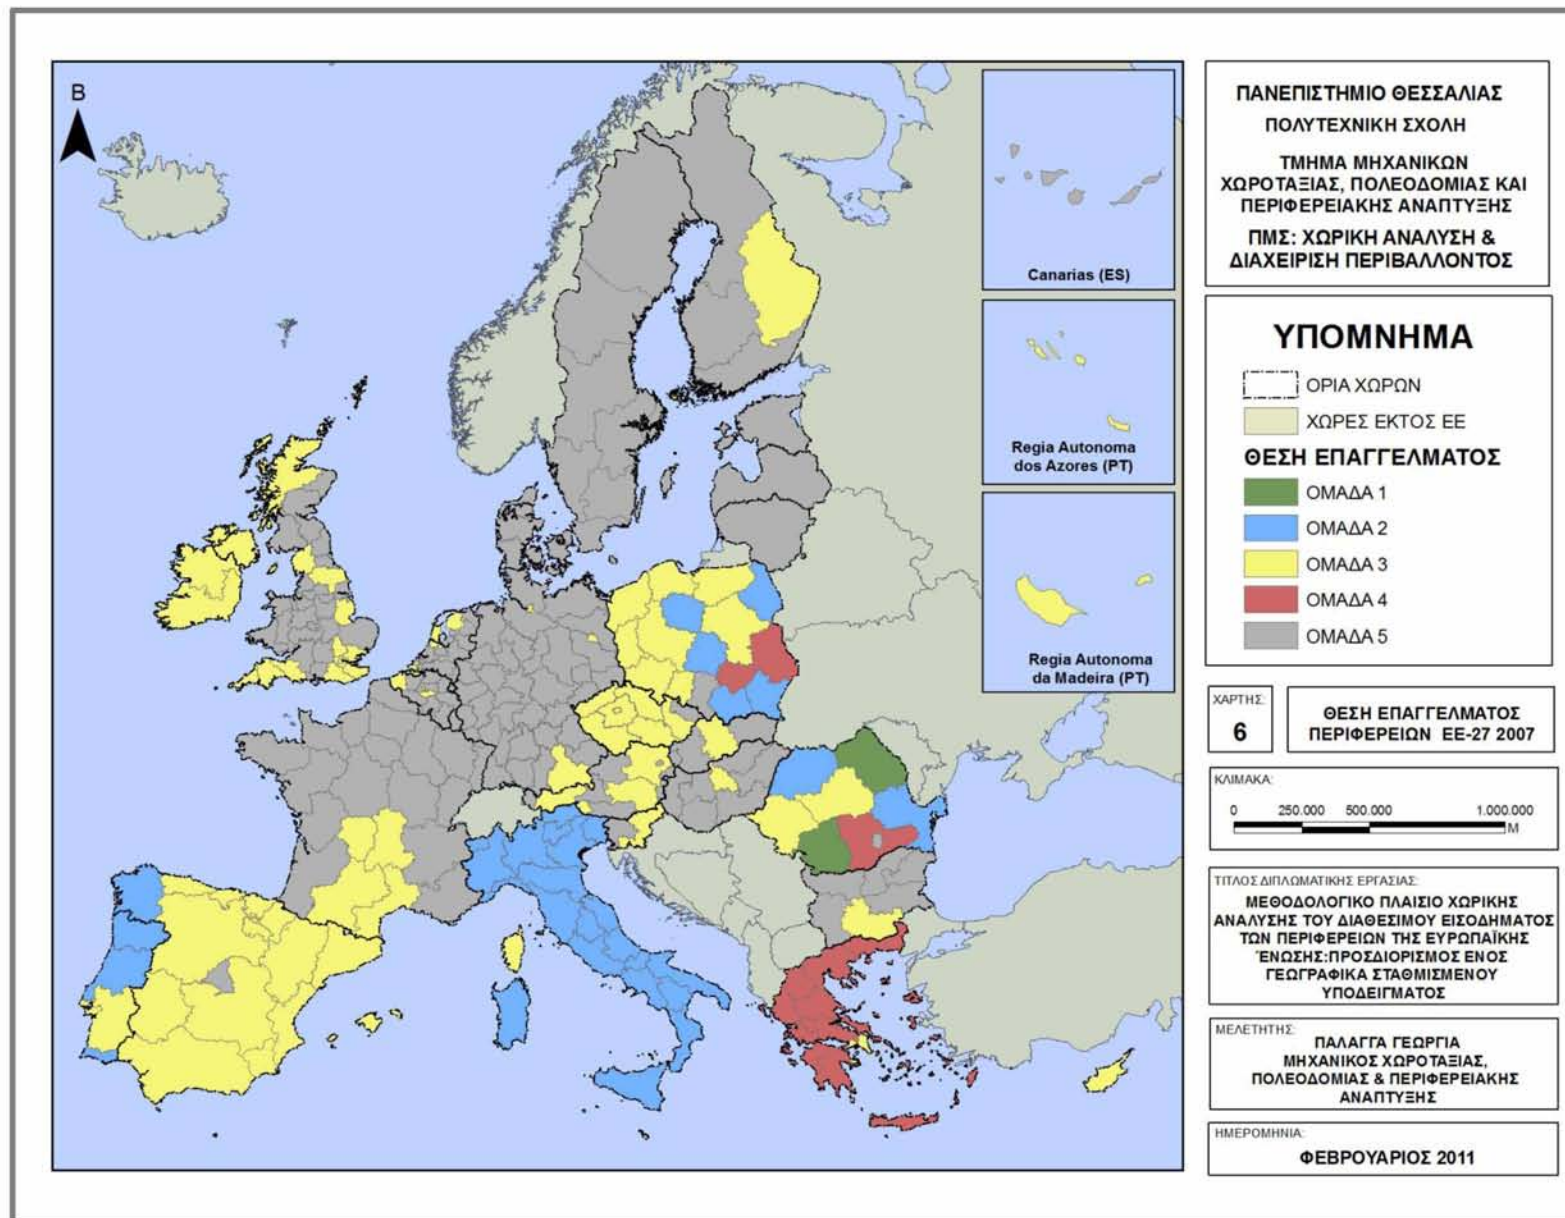 Β
Canarias (ES)
Regia Autonoma
dos Azores (PT)
Regia Autonoma
da Madeira (PT)
ΠΑΝΕΠΙΣΤΗΜΙΟ ΘΕΣΣΑΛΙΑΣ
ΠΟΛΥΤΕΧΝΙΚΗ ΣΧΟΛΗ
ΤΜΗΜΑ ΜΗΧΑΝΙΚΩΝ
ΧΩΡΟΤΑΞΙΑΣ, ΠΟΛΕΟΔΟΜΙΑΣ ΚΑΙ
ΠΕΡΙΦΕΡΕΙΑΚΗΣ ΑΝΑΠΤΥΞΗΣ
ΠΜΣ: ΧΩΡΙΚΗ ΑΝΑΛΥΣΗ &
ΔΙΑΧΕΙΡΙΣΗ ΠΕΡΙΒΑΛΛΟΝΤΟΣ
ΥΠΟΜΝΗΜΑ
ΟΡΙΑ ΧΩΡΩΝ
ΧΩΡΕΣ ΕΚΤΟΣ ΕΕ
ΘΕΣΗ ΕΠΑΓΓΕΛΜΑΤΟΣ
ΟΜΑΔΑ 1
ΟΜΑΔΑ 2
ΟΜΑΔΑ 3
ΟΜΑΔΑ 4
ΟΜΑΔΑ 5
ΧΑΡΤΗΣ:
6
ΘΕΣΗ ΕΠΑΓΓΕΛΜΑΤΟΣ
ΠΕΡΙΦΕΡΕΙΩΝ ΕΕ-27 2007
ΚΛΙΜΑΚΑ:
0 250.000 500.000 1.000.000
M
ΤΙΤΛΟΣ ΔΙΠΛΩΜΑΤΙΚΗΣ ΕΡΓΑΣΙΑΣ:
ΜΕΘΟΔΟΛΟΓΙΚΟ ΠΛΑΙΣΙΟ ΧΩΡΙΚΗΣ
ΑΝΑΛΥΣΗΣ ΤΟΥ ΔΙΑΘΕΣΙΜΟΥ ΕΙΣΟΔΗΜΑΤΟΣ
ΤΩΝ ΠΕΡΙΦΕΡΕΙΩΝ ΤΗΣ ΕΥΡΩΠΑΪΚΗΣ
ΈΝΩΣΗΣ:ΠΡΟΣΔΙΟΡΙΣΜΟΣ ΕΝΟΣ
ΓΕΩΓΡΑΦΙΚΑ ΣΤΑΘΜΙΣΜΕΝΟΥ
ΥΠΟΔΕΙΓΜΑΤΟΣ
ΜΕΛΕΤΗΤΗΣ:
ΠΑΛΑΓΓΑ ΓΕΩΡΓΙΑ
ΜΗΧΑΝΙΚΟΣ ΧΩΡΟΤΑΞΙΑΣ,
ΠΟΛΕΟΔΟΜΙΑΣ & ΠΕΡΙΦΕΡΕΙΑΚΗΣ
ΑΝΑΠΤΥΞΗΣ
ΗΜΕΡΟΜΗΝΙΑ:
ΦΕΒΡΟΥΑΡΙΟΣ 2011